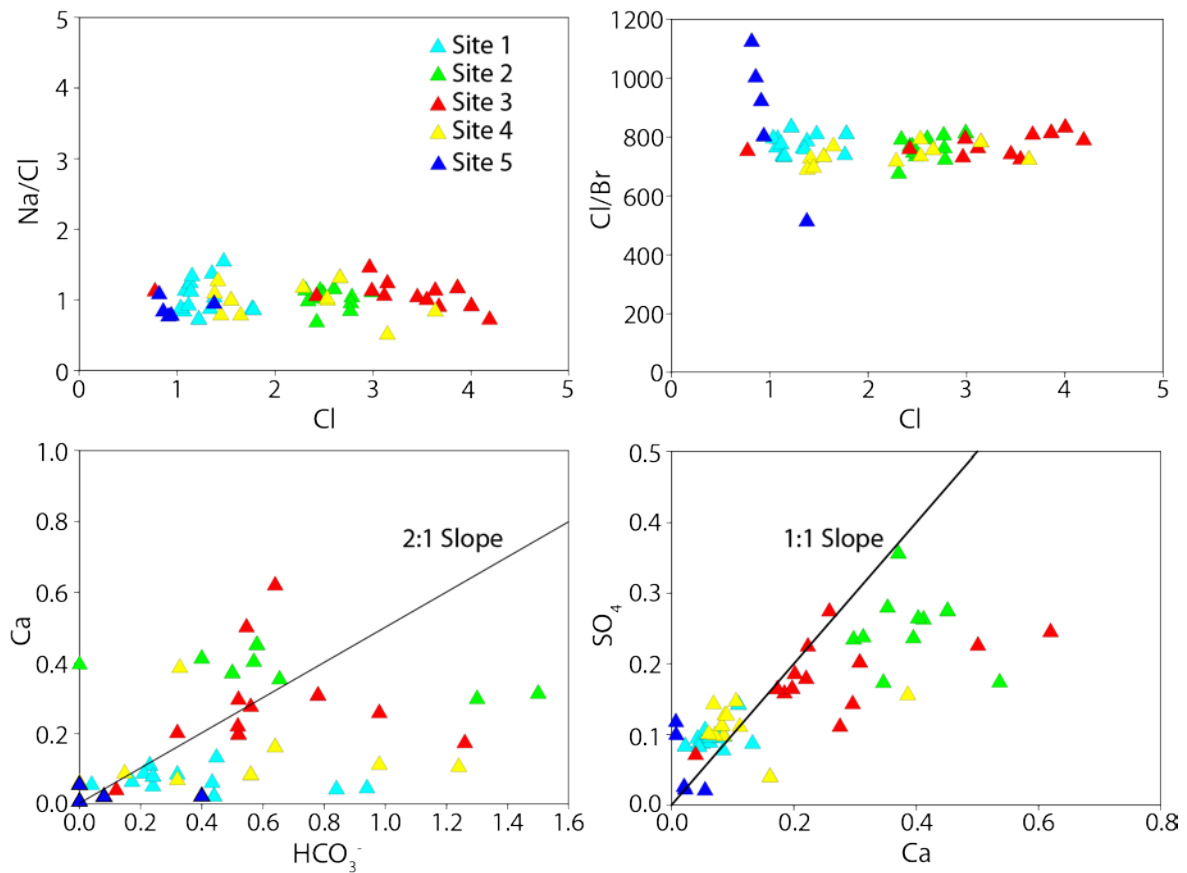 Na/Cl
5
4
3
2
1
0
0 1 2 3 4 5
Cl
Site 1
Site 2
Site 3
Site 4
Site 5
Cl/Br
1200
1000
800
600
400
200
0
0 1 2 3 4 5
Cl
Ca
1.0
0.8
0.6
0.4
0.2
0.0
0.0 0.2 0.4 0.6 0.8 1.0 1.2 1.4 1.6
HCO₃⁻
2:1 Slope
SO₄
0.5
0.4
0.3
0.2
0.1
0.0
0.0 0.2 0.4 0.6 0.8
Ca
1:1 Slope